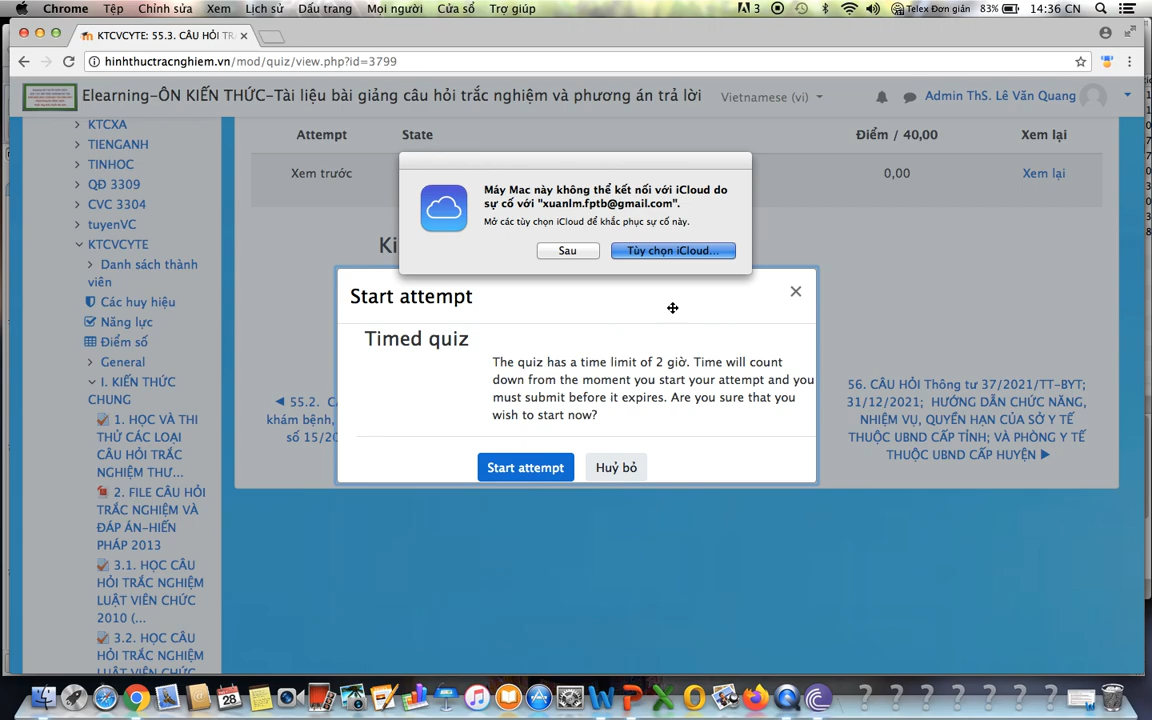 Chrome Tệp Chỉnh sửa Xem Lịch sử Dấu trang Mọi người Cửa sổ Trợ giúp 3 Telex Đơn giản 83% 14:36 CN
KTCVCYTE: 55.3. CÂU HỎI TR
hinhthuctracnghiem.vn/mod/quiz/view.php?id=3799
Elearning-ÔN KIẾN THỨC-Tài liệu bài giảng câu hỏi trắc nghiệm và phương án trả lời Vietnamese (vi) Admin ThS. Lê Văn Quang
KTCXA
TIENGANH
TINHOC
QĐ 3309
CVC 3304
tuyenVC
KTCVCYTE
Danh sách thành
viên
Các huy hiệu
Năng lực
Điểm số
General
I. KIẾN THỨC
CHUNG
1. HỌC VÀ THI
THỬ CÁC LOẠI
CÂU HỎI TRẮC
NGHIỆM THƯ...
2. FILE CÂU HỎI
TRẮC NGHIỆM VÀ
ĐÁP ÁN-HIẾN
PHÁP 2013
3.1. HỌC CÂU
HỎI TRẮC NGHIỆM
LUẬT VIÊN CHỨC
2010 (...
3.2. HỌC CÂU
HỎI TRẮC NGHIỆM
LUẬT VIÊN CHỨC
Attempt State Điểm / 40,00 Xem lại
Xem trước 0,00 Xem lại
Máy Mac này không thể kết nối với iCloud do
sự cố với "xuanlm.fptb@gmail.com".
Mở các tùy chọn iCloud để khắc phục sự cố này.
Sau Tùy chọn iCloud...
Ki
Start attempt ×
Timed quiz
The quiz has a time limit of 2 giờ. Time will count
down from the moment you start your attempt and you
must submit before it expires. Are you sure that you
wish to start now?
Start attempt Huỷ bỏ
◀ 55.2. C
khám bệnh,
số 15/20
56. CÂU HỎI Thông tư 37/2021/TT-BYT;
31/12/2021; HƯỚNG DẪN CHỨC NĂNG,
NHIỆM VỤ, QUYỀN HẠN CỦA SỞ Y TẾ
THUỘC UBND CẤP TỈNH; VÀ PHÒNG Y TẾ
THUỘC UBND CẤP HUYỆN ▶